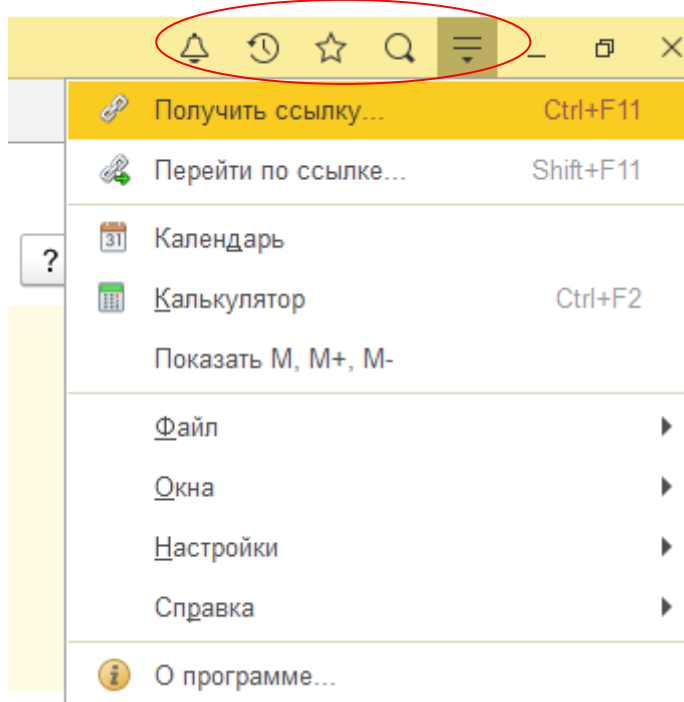 Получить ссылку... Ctrl+F11
Перейти по ссылке... Shift+F11
31 Календарь
?
Калькулятор Ctrl+F2
Показать M, M+, M-
Файл
Окна
Настройки
Справка
i О программе...